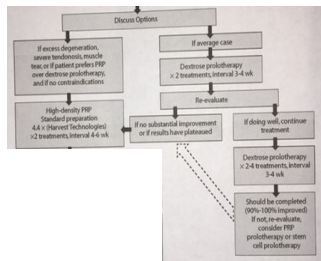 Discuss Options
If excess degeneration,
severe tendonosis, muscle
tear, or if patient prefers PRP
over dextrose prolotherapy,
and if no contraindications
If average case
Dextrose prolotherapy
× 2 treatments, interval 3-4 wk
Re-evaluate
High-density PRP
Standard preparation
4.4 × (Harvest Technologies)
×2 treatments, interval 4-6 wk
If no substantial improvement
or if results have plateaued
If doing well, continue
treatment
Dextrose prolotherapy
× 2-4 treatments, interval
3-4 wk
Should be completed
(90%-100% improved)
If not, re-evaluate,
consider PRP
prolotherapy or stem
cell prolotherapy